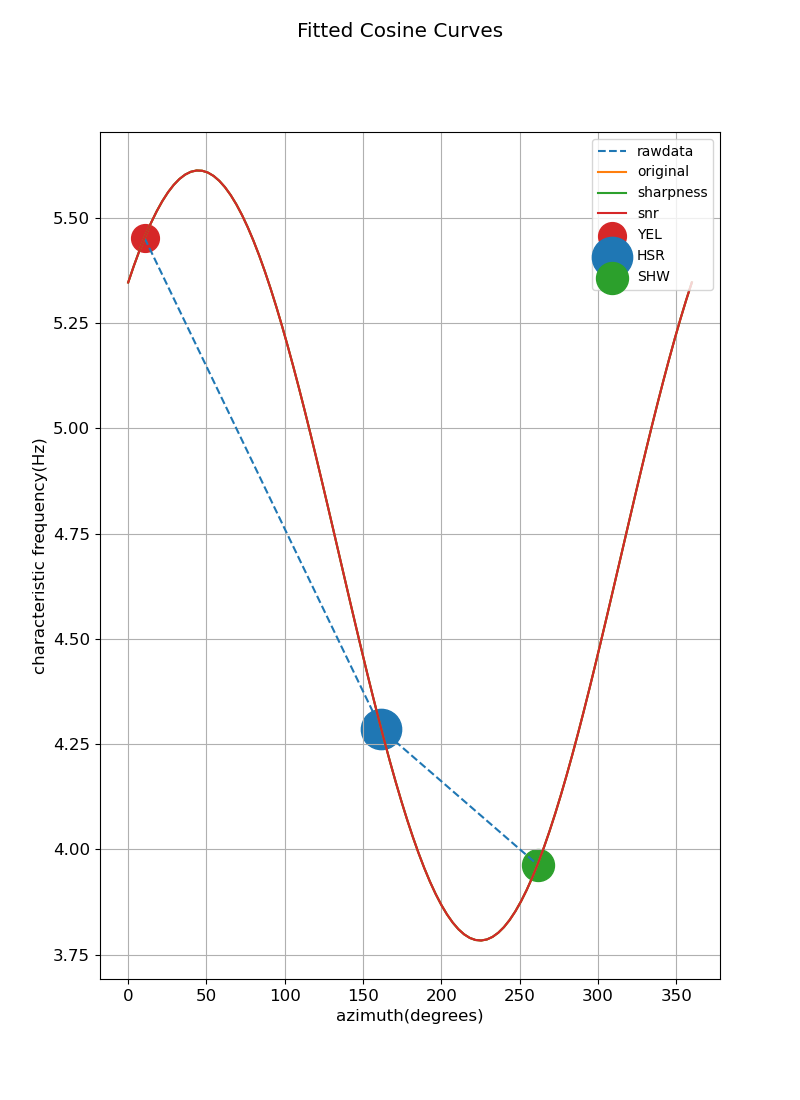 Fitted Cosine Curves
rawdata
original
sharpness
snr
YEL
HSR
SHW
5.50
5.25
5.00
4.75
4.50
4.25
4.00
3.75
characteristic frequency(Hz)
0 50 100 150 200 250 300 350
azimuth(degrees)